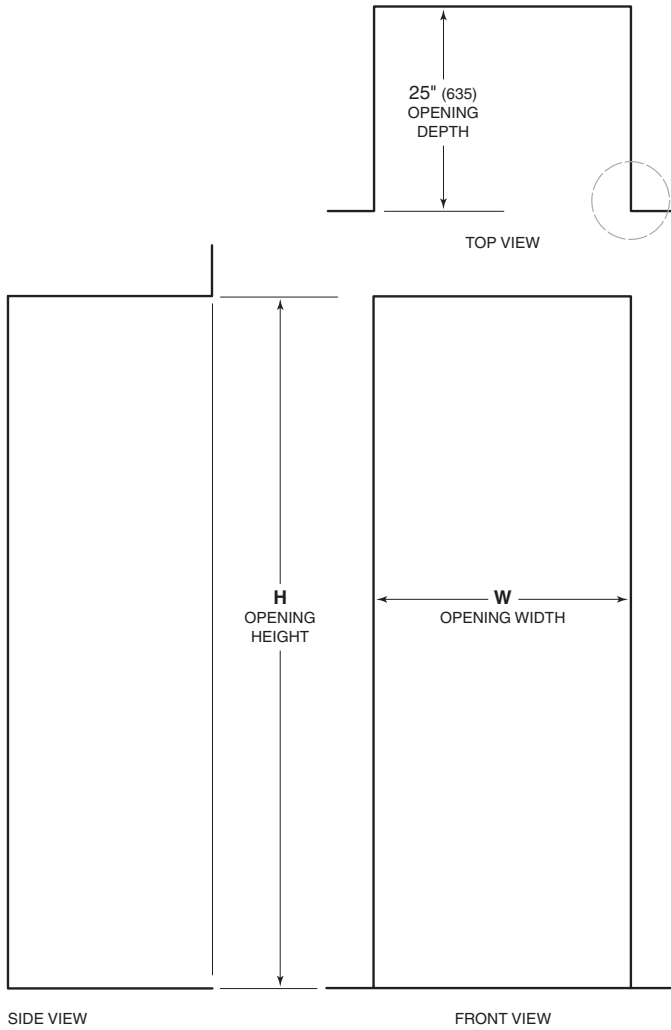 25" (635)
OPENING
DEPTH
TOP VIEW
H
OPENING
HEIGHT
W
OPENING WIDTH
SIDE VIEW
FRONT VIEW